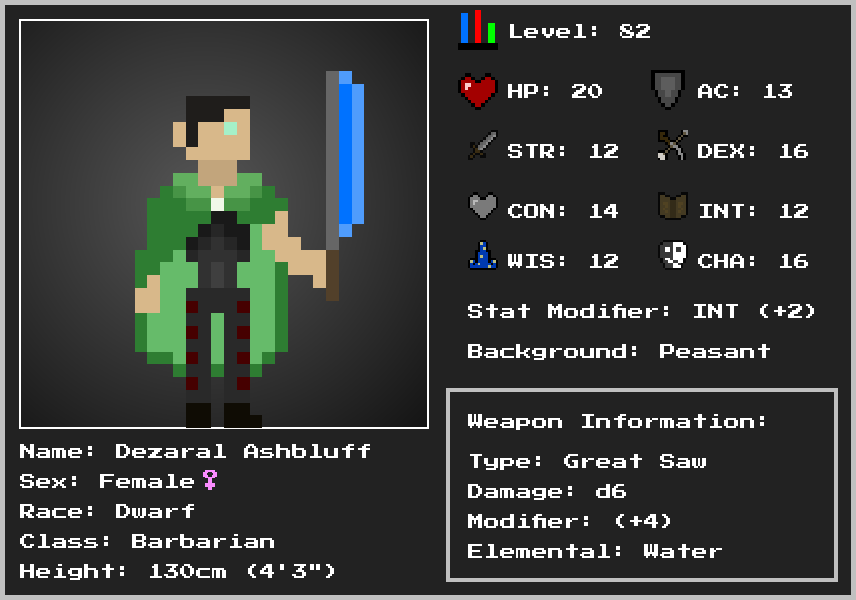 Level: 82
HP: 20 AC: 13
STR: 12 DEX: 16
CON: 14 INT: 12
WIS: 12 CHA: 16
Stat Modifier: INT (+2)
Background: Peasant
Weapon Information:
Type: Great Saw
Damage: d6
Modifier: (+4)
Elemental: Water
Name: Dezaral Ashbluff
Sex: Female♀
Race: Dwarf
Class: Barbarian
Height: 130cm (4'3")